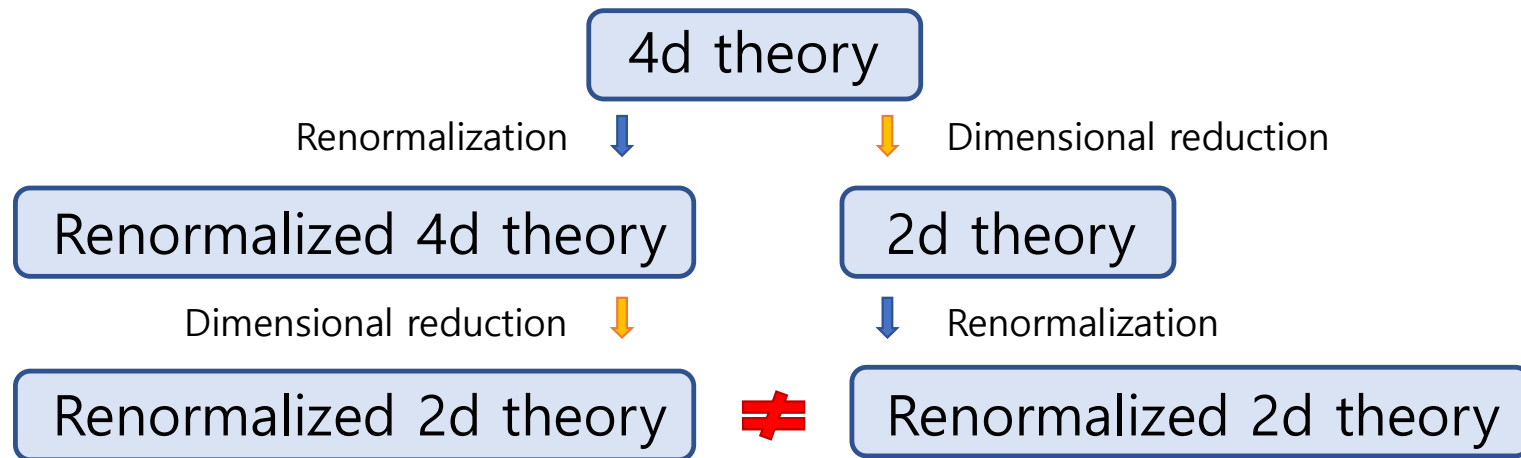 4d theory
Renormalization
Dimensional reduction
Renormalized 4d theory
2d theory
Dimensional reduction
Renormalization
Renormalized 2d theory
≠
Renormalized 2d theory